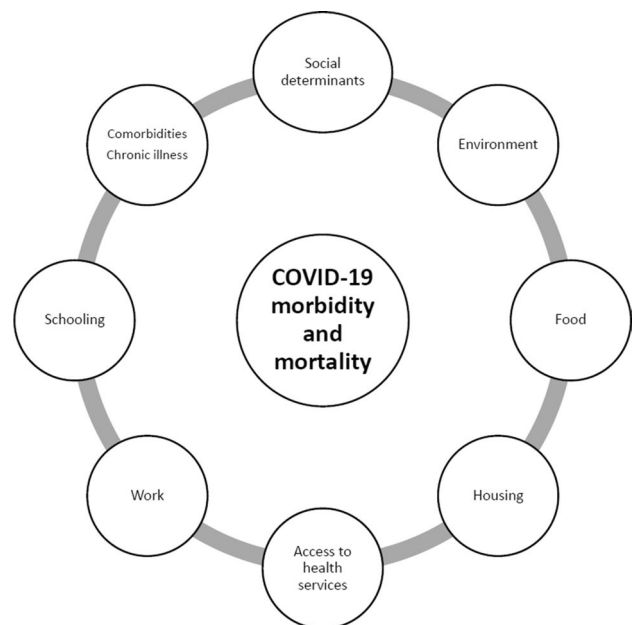 Social
determinants
Environment
Food
Housing
Access to
health
services
Work
Schooling
Comorbidities
Chronic illness
COVID-19
morbidity
and
mortality